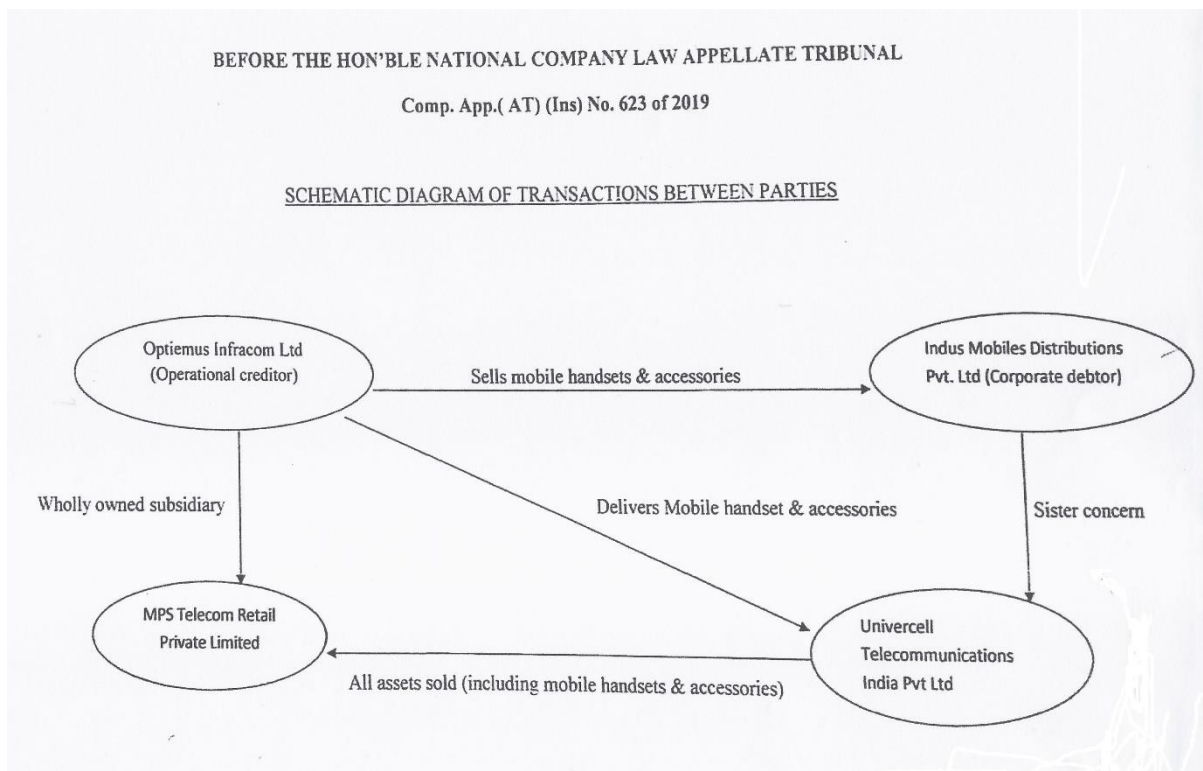 BEFORE THE HON'BLE NATIONAL COMPANY LAW APPELLATE TRIBUNAL
Comp. App.( AT) (Ins) No. 623 of 2019
SCHEMATIC DIAGRAM OF TRANSACTIONS BETWEEN PARTIES
Optiemus Infracom Ltd
(Operational creditor)
Sells mobile handsets & accessories
Indus Mobiles Distributions
Pvt. Ltd (Corporate debtor)
Wholly owned subsidiary
Delivers Mobile handset & accessories
Sister concern
MPS Telecom Retail
Private Limited
All assets sold (including mobile handsets & accessories)
Univercell
Telecommunications
India Pvt Ltd